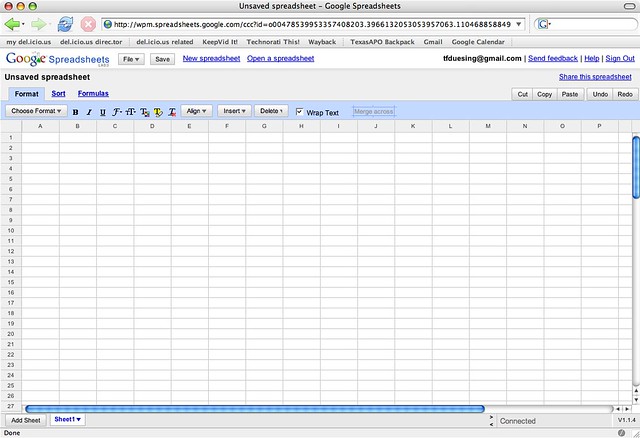 Unsaved spreadsheet - Google Spreadsheets
http://wpm.spreadsheets.google.com/ccc?id=o00478539953357408203.3966132053053957063.110468858849
G
my del.icio.us del.icio.us direc.tor del.icio.us related KeepVid It! Technorati This! Wayback TexasAPO Backpack Gmail Google Calendar
Google Spreadsheets LABS File Save New spreadsheet Open a spreadsheet tfduesing@gmail.com | Send feedback | Help | Sign Out
Unsaved spreadsheet Share this spreadsheet
Format Sort Formulas Cut Copy Paste Undo Redo
Choose Format B I U F T T T T Align Insert Delete Wrap Text Merge across
A B C D E F G H I J K L M N O P
1
2
3
4
5
6
7
8
9
10
11
12
13
14
15
16
17
18
19
20
21
22
23
24
25
26
27
Add Sheet Sheet1 Connected V1.1.4
Done